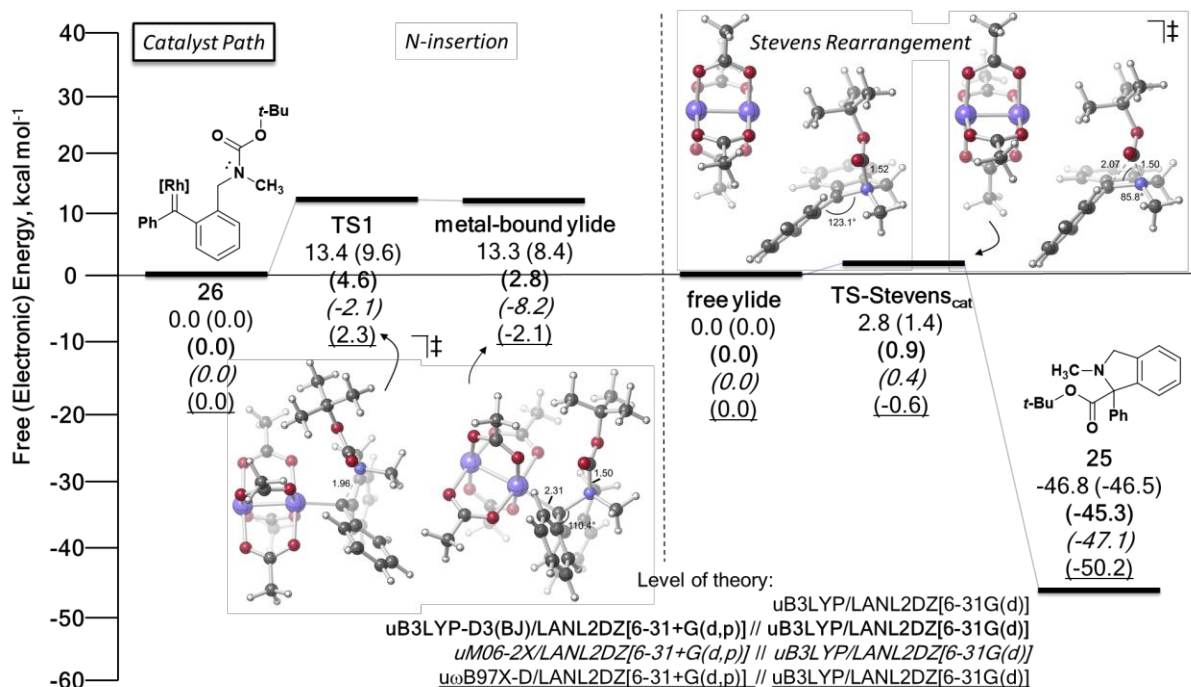 Free (Electronic) Energy, kcal mol-1
40
30
20
10
0
-10
-20
-30
-40
-50
-60
Catalyst Path
N-insertion
Stevens Rearrangement
‡
t-Bu
O
O
N
CH3
[Rh]
Ph
26
0.0 (0.0)
(0.0)
(0.0)
(0.0)
TS1
13.4 (9.6)
(4.6)
(-2.1)
(2.3)
metal-bound ylide
13.3 (8.4)
(2.8)
(-8.2)
(-2.1)
‡
1.96
2.31
1.50
110.4°
1.52
123.1°
2.07
1.50
85.8°
free ylide
0.0 (0.0)
(0.0)
(0.0)
(0.0)
TS-Stevenscat
2.8 (1.4)
(0.9)
(0.4)
(-0.6)
H3C
N
t-Bu
O
O
Ph
25
-46.8 (-46.5)
(-45.3)
(-47.1)
(-50.2)
Level of theory:
uB3LYP/LANL2DZ[6-31G(d)]
uB3LYP-D3(BJ)/LANL2DZ[6-31+G(d,p)] // uB3LYP/LANL2DZ[6-31G(d)]
uM06-2X/LANL2DZ[6-31+G(d,p)] // uB3LYP/LANL2DZ[6-31G(d)]
uωB97X-D/LANL2DZ[6-31+G(d,p)] // uB3LYP/LANL2DZ[6-31G(d)]